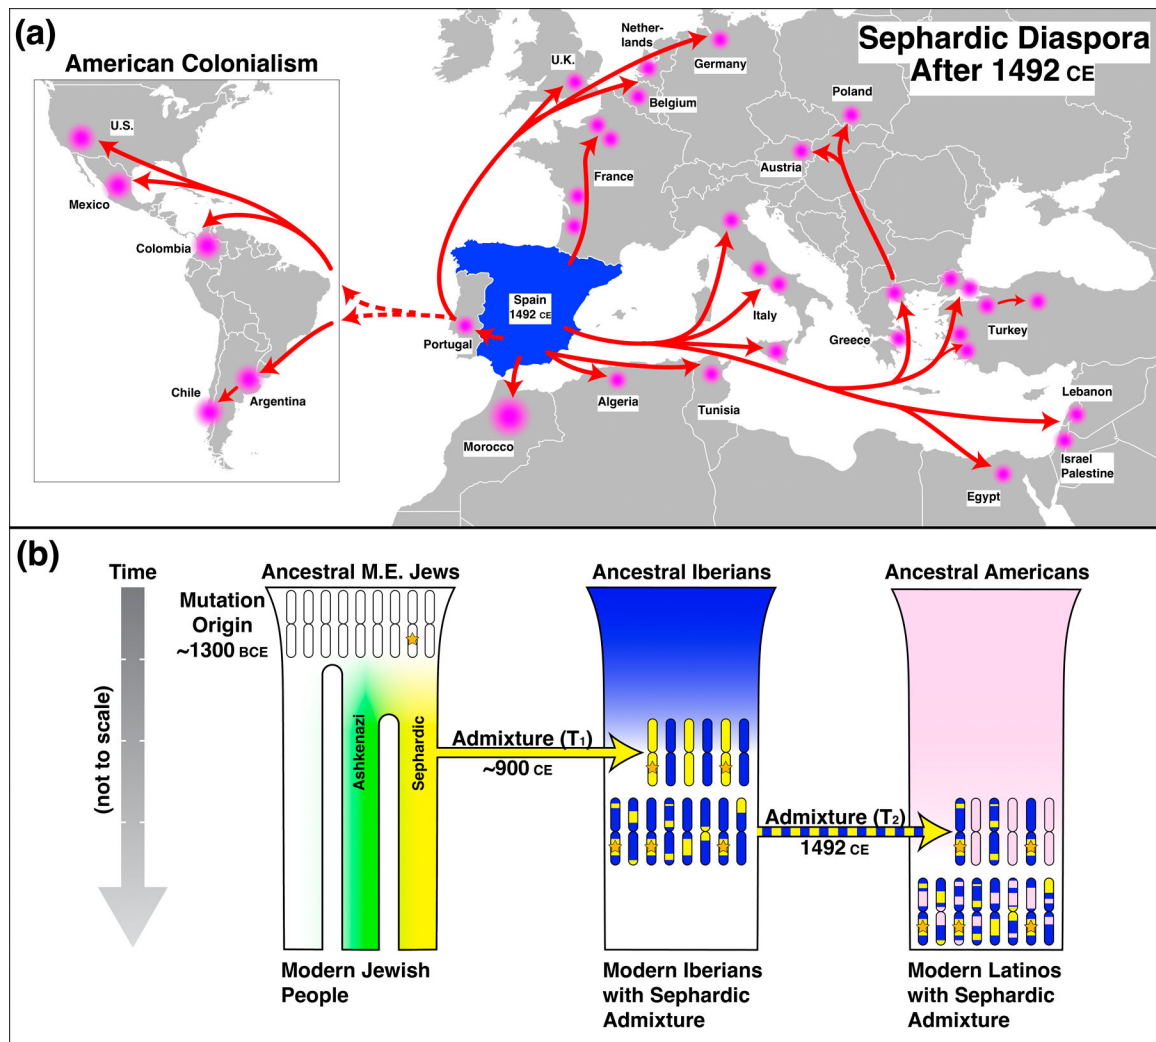 (a)
American Colonialism
Sephardic Diaspora
After 1492 CE
U.S.
Mexico
Colombia
Chile
Argentina
Nether-
lands
U.K.
Germany
Belgium
Poland
Austria
France
Spain
1492 CE
Portugal
Italy
Greece
Turkey
Morocco
Algeria
Tunisia
Lebanon
Israel
Palestine
Egypt
(b)
Time
(not to scale)
Mutation
Origin
~1300 BCE
Ancestral M.E. Jews
Ashkenazi
Sephardic
Modern Jewish
People
Admixture (T₁)
~900 CE
Ancestral Iberians
Modern Iberians
with Sephardic
Admixture
Admixture (T₂)
1492 CE
Ancestral Americans
Modern Latinos
with Sephardic
Admixture